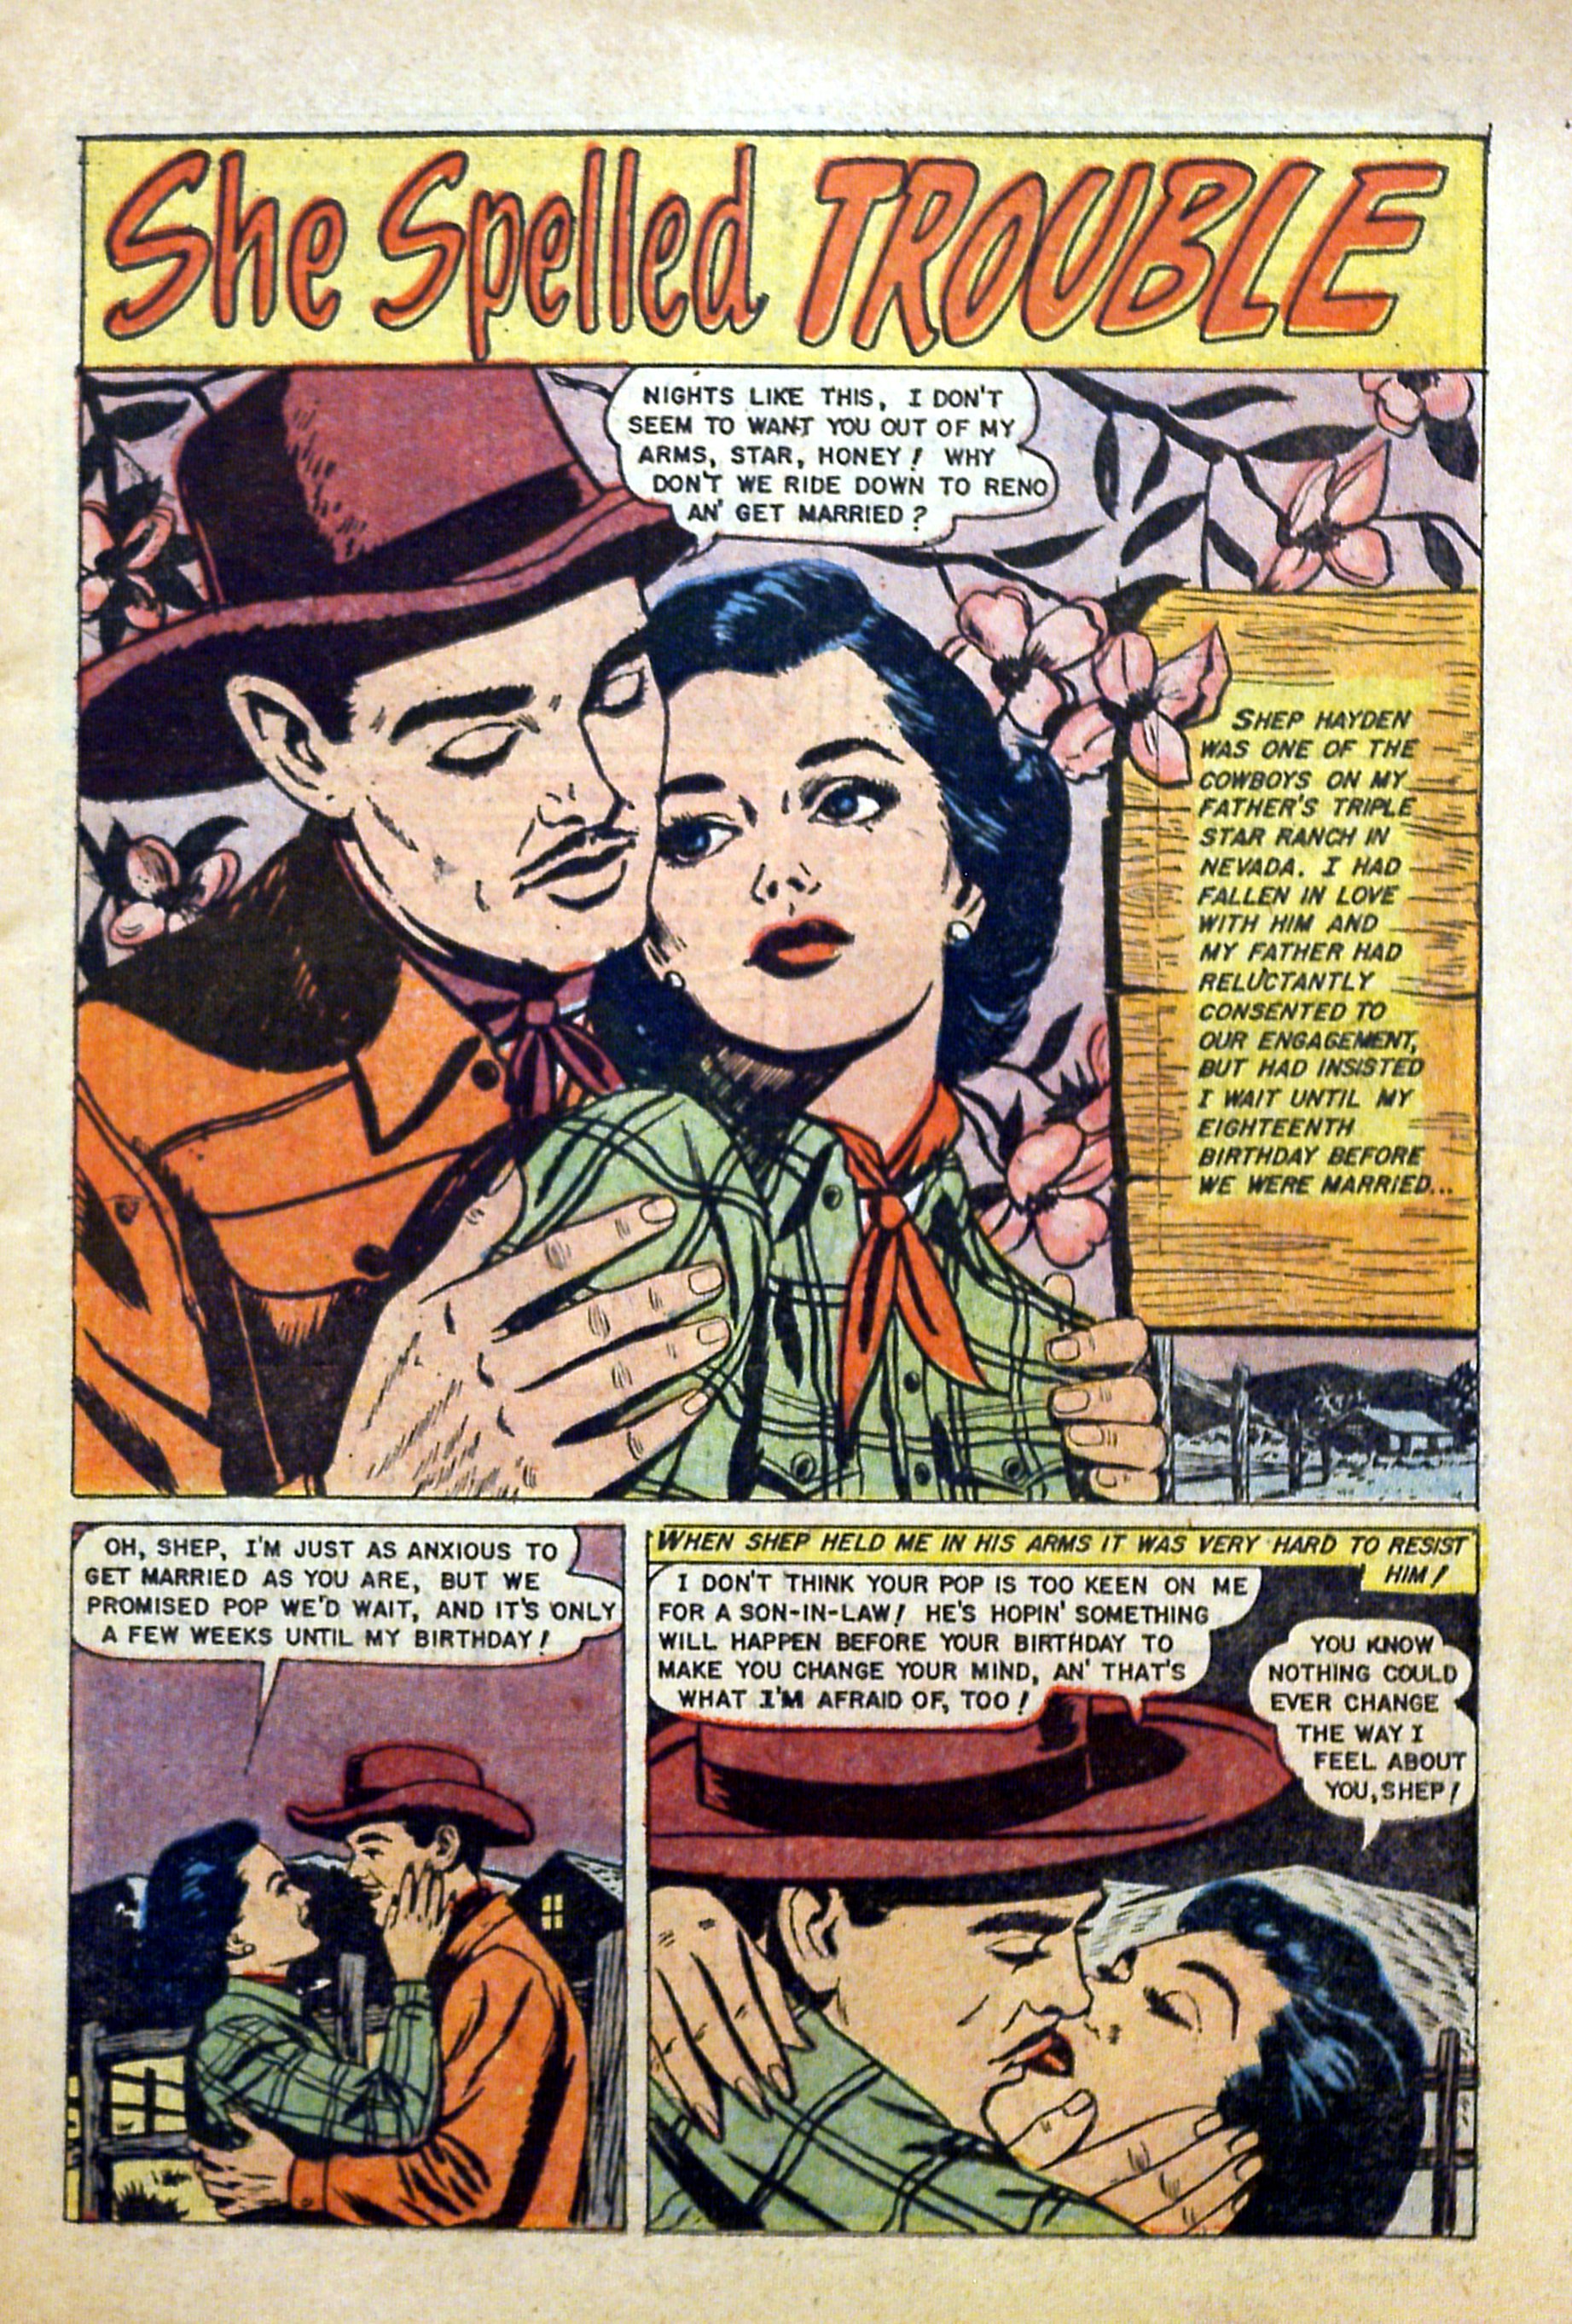 She Spelled TROUBLE
NIGHTS LIKE THIS, I DON'T
SEEM TO WANT YOU OUT OF MY
ARMS, STAR, HONEY! WHY
DON'T WE RIDE DOWN TO RENO
AN' GET MARRIED?
SHEP HAYDEN
WAS ONE OF THE
COWBOYS ON MY
FATHER'S TRIPLE
STAR RANCH IN
NEVADA. I HAD
FALLEN IN LOVE
WITH HIM AND
MY FATHER HAD
RELUCTANTLY
CONSENTED TO
OUR ENGAGEMENT,
BUT HAD INSISTED
I WAIT UNTIL MY
EIGHTEENTH
BIRTHDAY BEFORE
WE WERE MARRIED...
OH, SHEP, I'M JUST AS ANXIOUS TO
GET MARRIED AS YOU ARE, BUT WE
PROMISED POP WE'D WAIT, AND IT'S ONLY
A FEW WEEKS UNTIL MY BIRTHDAY!
WHEN SHEP HELD ME IN HIS ARMS IT WAS VERY HARD TO RESIST
HIM!
I DON'T THINK YOUR POP IS TOO KEEN ON ME
FOR A SON-IN-LAW! HE'S HOPIN' SOMETHING
WILL HAPPEN BEFORE YOUR BIRTHDAY TO
MAKE YOU CHANGE YOUR MIND, AN' THAT'S
WHAT I'M AFRAID OF, TOO!
YOU KNOW
NOTHING COULD
EVER CHANGE
THE WAY I
FEEL ABOUT
YOU, SHEP!